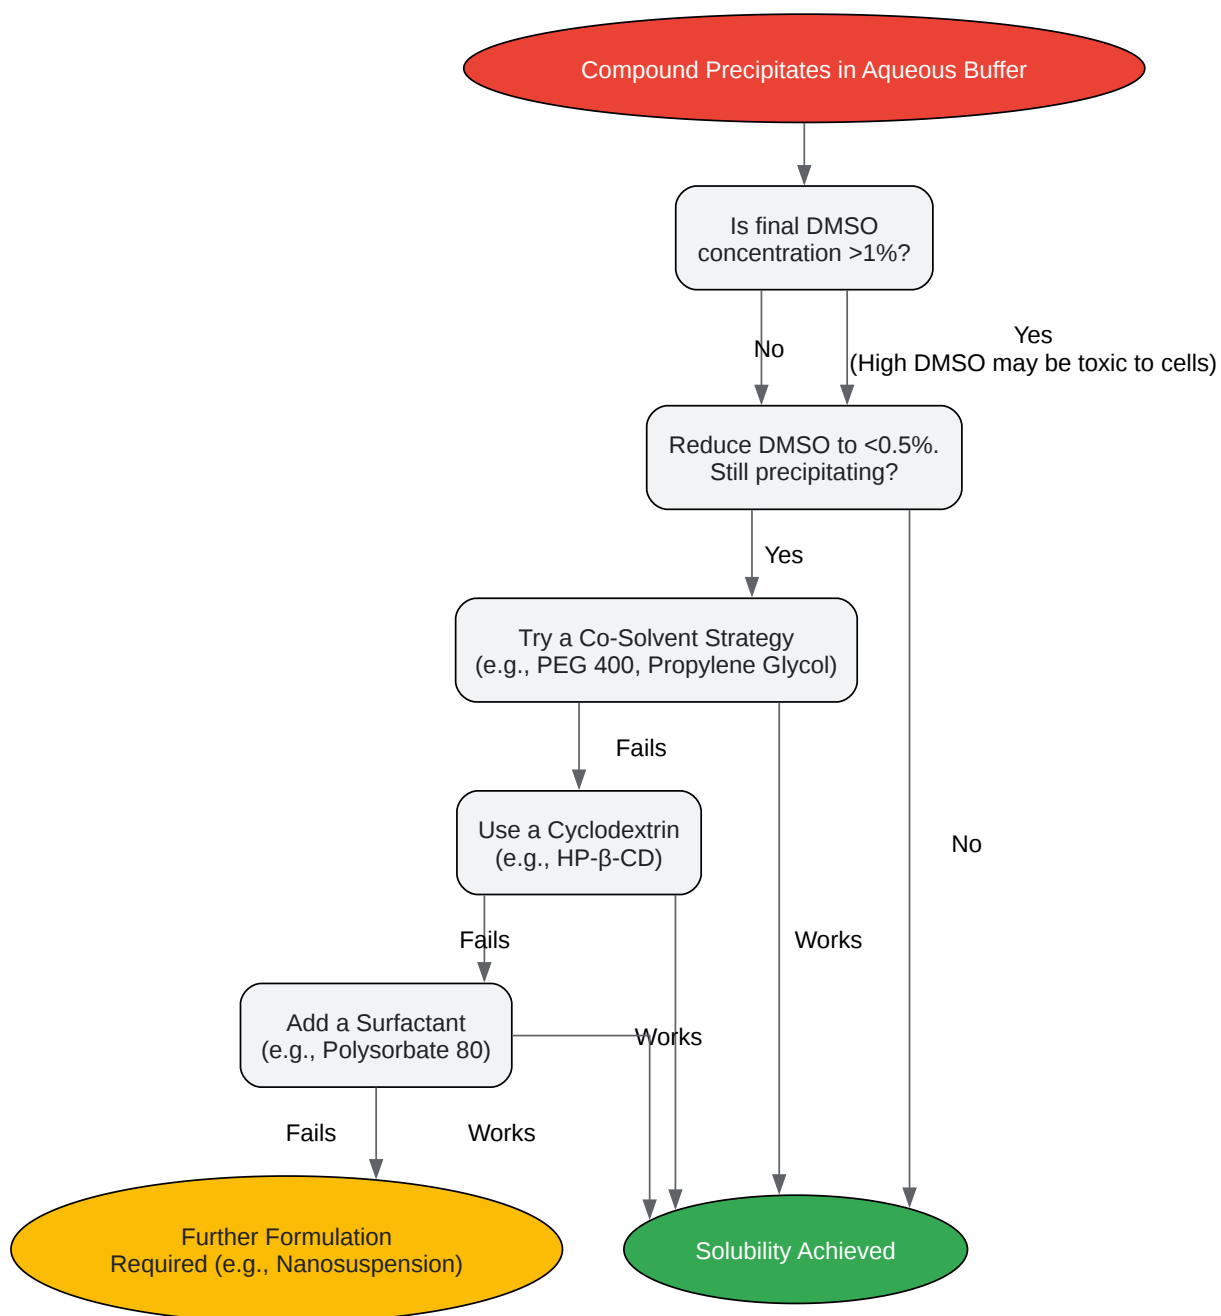 Compound Precipitates in Aqueous Buffer
Is final DMSO
concentration >1%?
No
Yes
(High DMSO may be toxic to cells)
Reduce DMSO to <0.5%.
Still precipitating?
Yes
Try a Co-Solvent Strategy
(e.g., PEG 400, Propylene Glycol)
Fails
Use a Cyclodextrin
(e.g., HP-β-CD)
No
Fails
Works
Add a Surfactant
(e.g., Polysorbate 80)
Works
Fails
Works
Further Formulation
Required (e.g., Nanosuspension)
Solubility Achieved